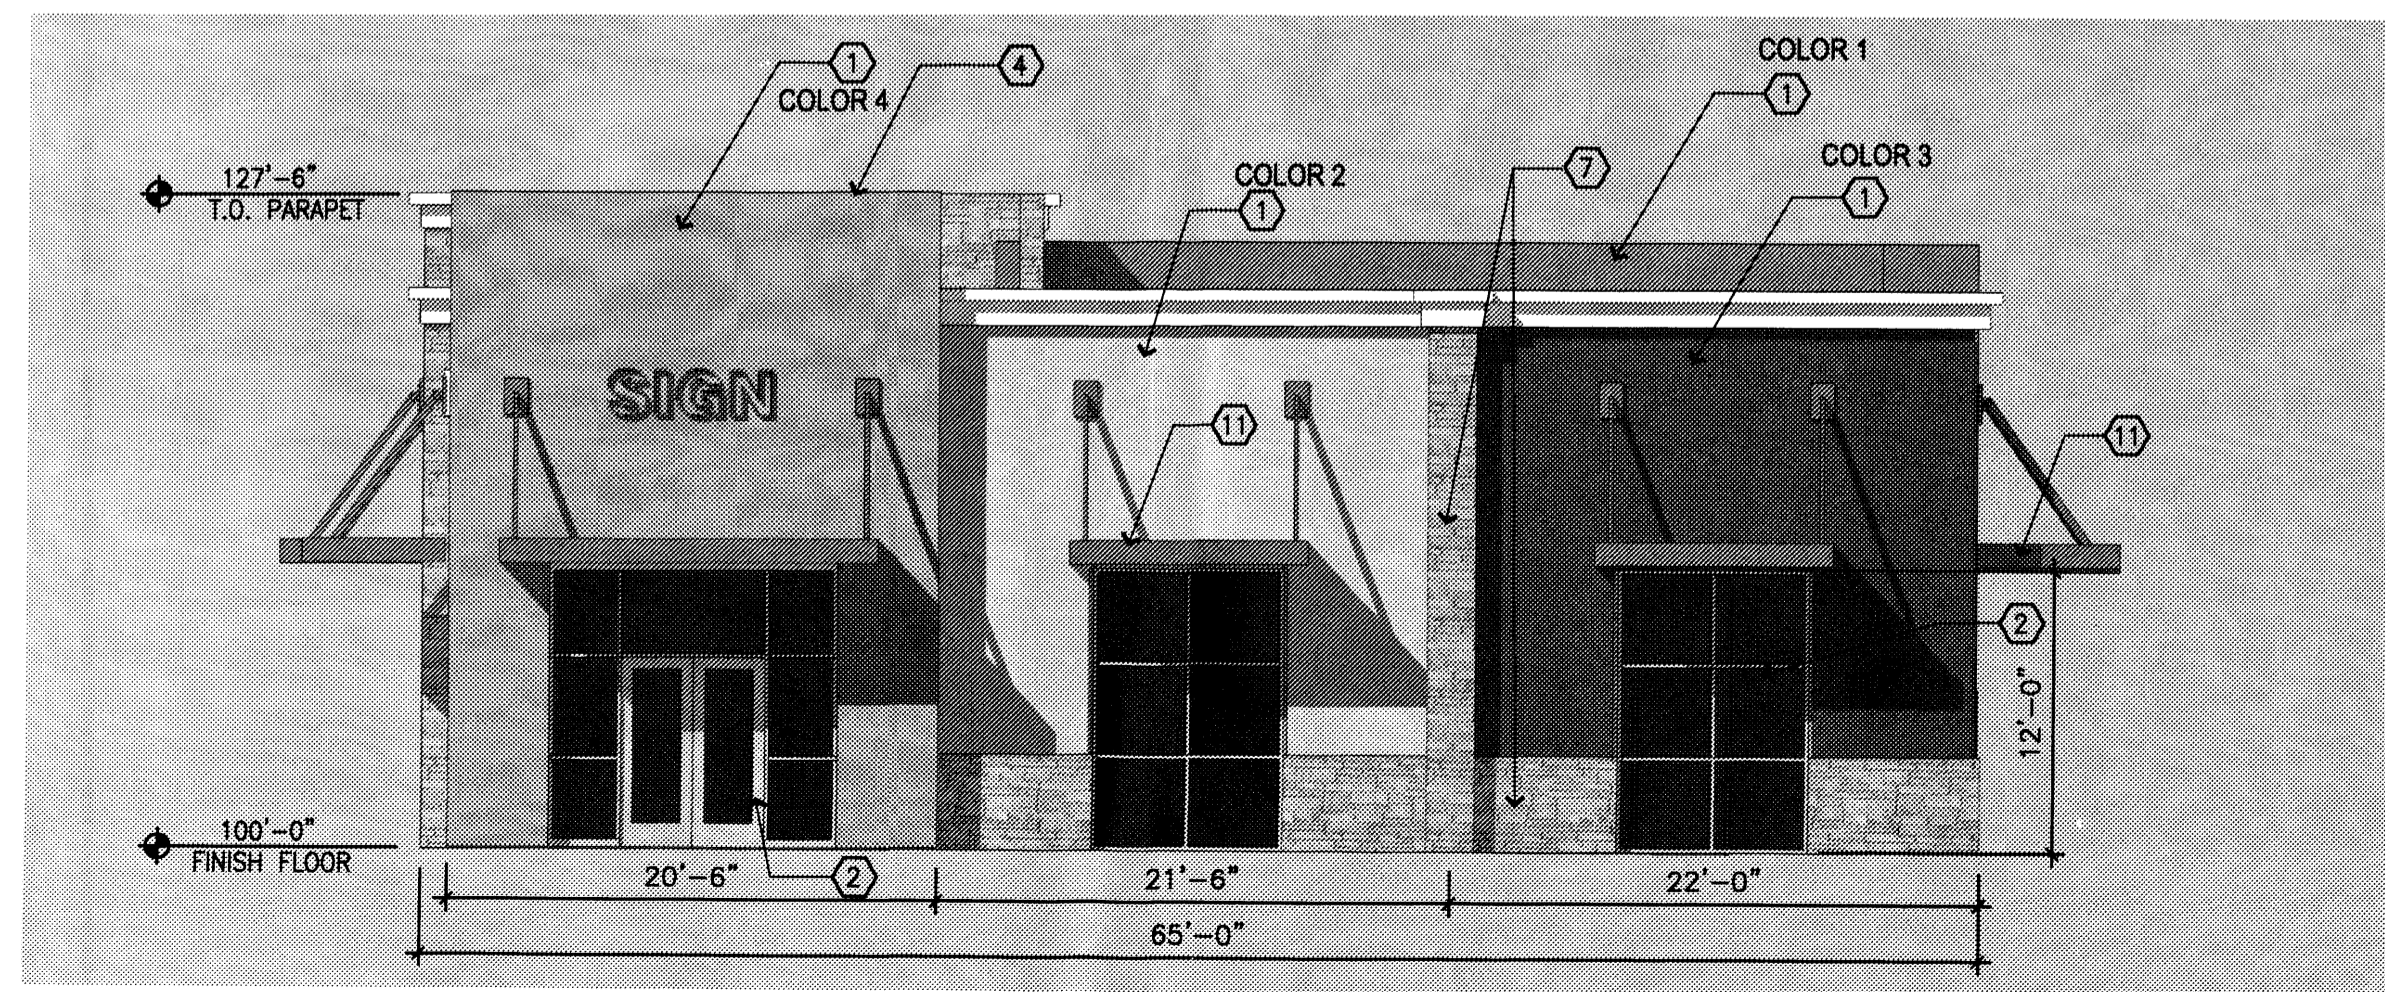 COLOR 1
1
4
COLOR 4
1
COLOR 3
7
COLOR 2
127'-6"
1
T.O. PARAPET
1
SIGN
11
11
2
12'-0"
100'-0"
FINISH FLOOR
20'-6"
2
21'-6"
22'-0"
65'-0"